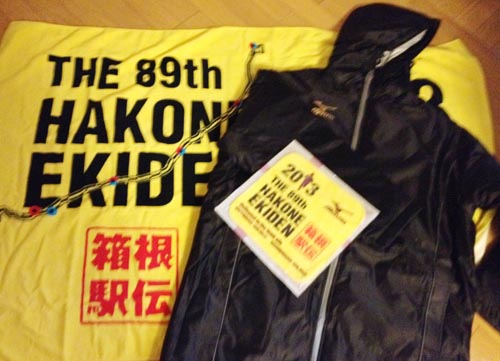 THE 89th
HAKONE
EKIDEN
箱根
駅伝
2013
THE 89th
HAKONE
EKIDEN
箱根
駅伝